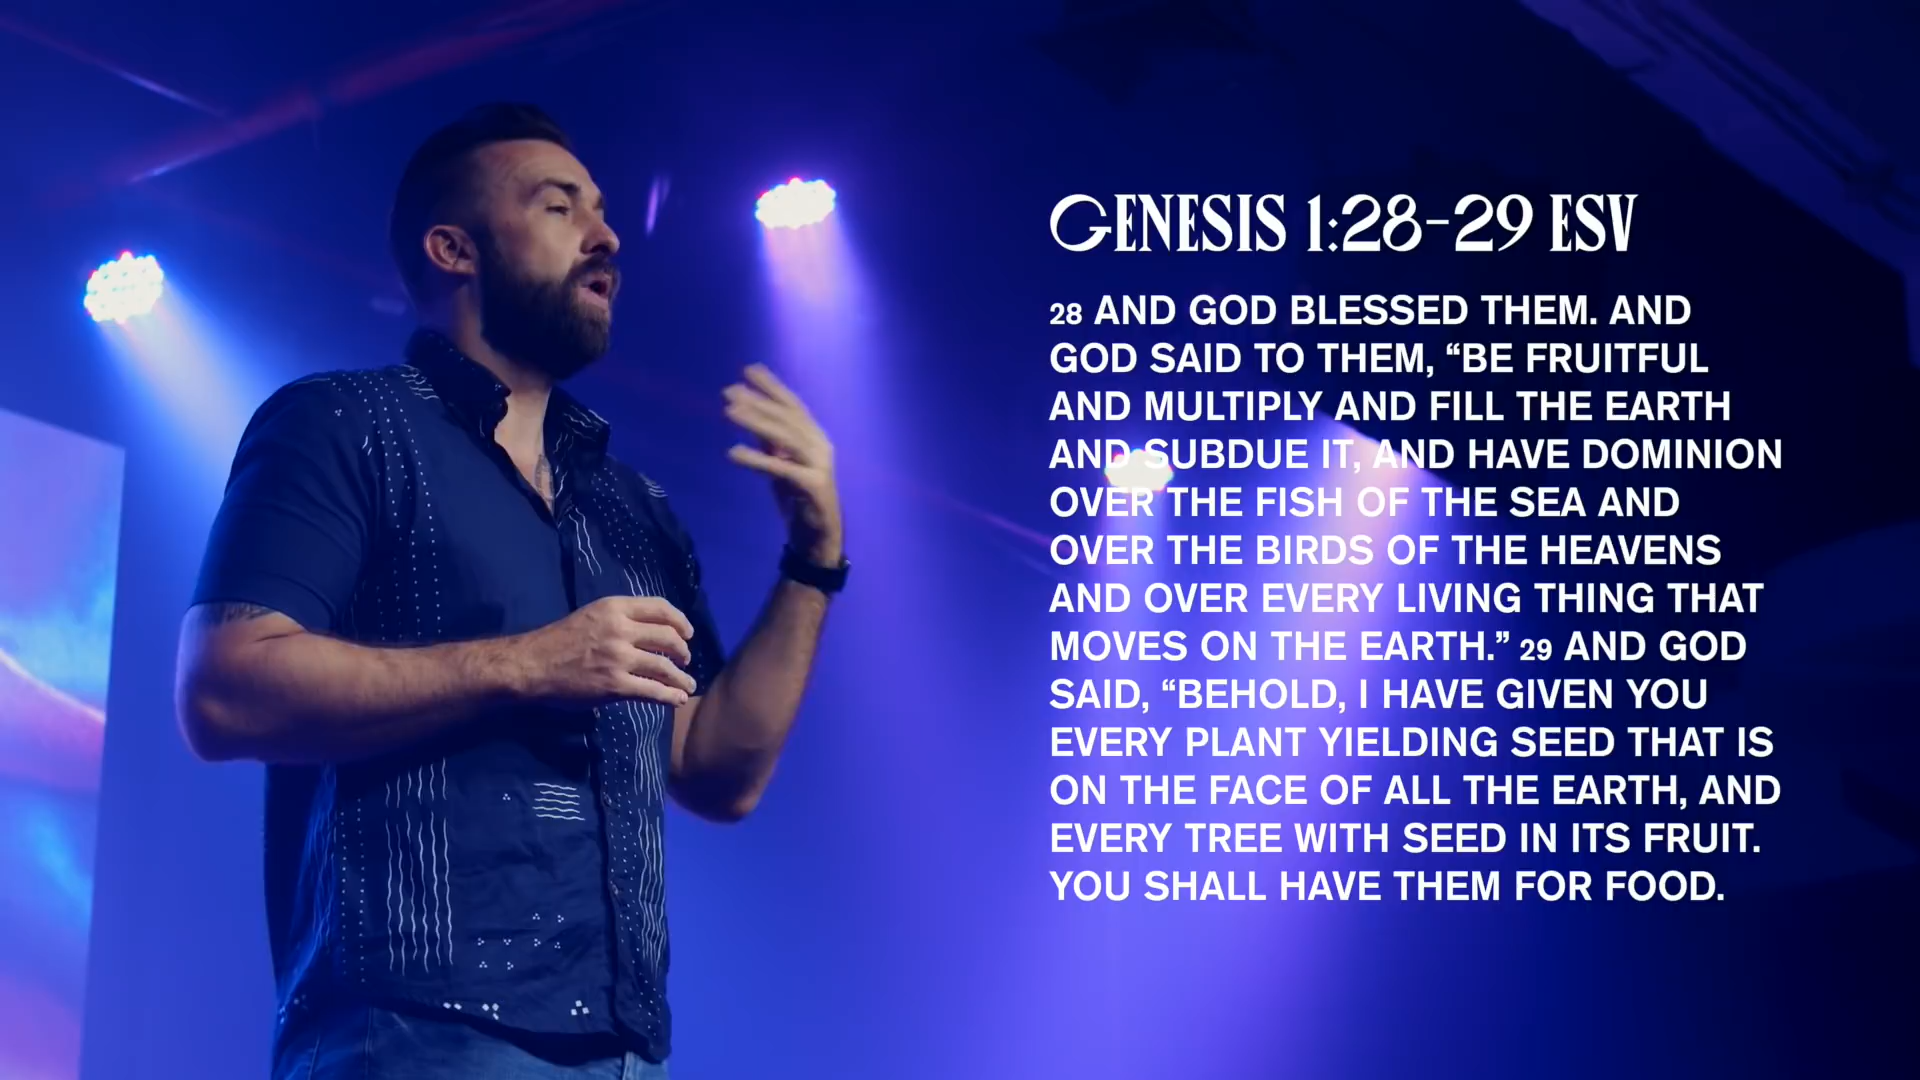 GENESIS 1:28-29 ESV
28 AND GOD BLESSED THEM. AND
GOD SAID TO THEM, “BE FRUITFUL
AND MULTIPLY AND FILL THE EARTH
AND SUBDUE IT, AND HAVE DOMINION
OVER THE FISH OF THE SEA AND
OVER THE BIRDS OF THE HEAVENS
AND OVER EVERY LIVING THING THAT
MOVES ON THE EARTH.” 29 AND GOD
SAID, “BEHOLD, I HAVE GIVEN YOU
EVERY PLANT YIELDING SEED THAT IS
ON THE FACE OF ALL THE EARTH, AND
EVERY TREE WITH SEED IN ITS FRUIT.
YOU SHALL HAVE THEM FOR FOOD.